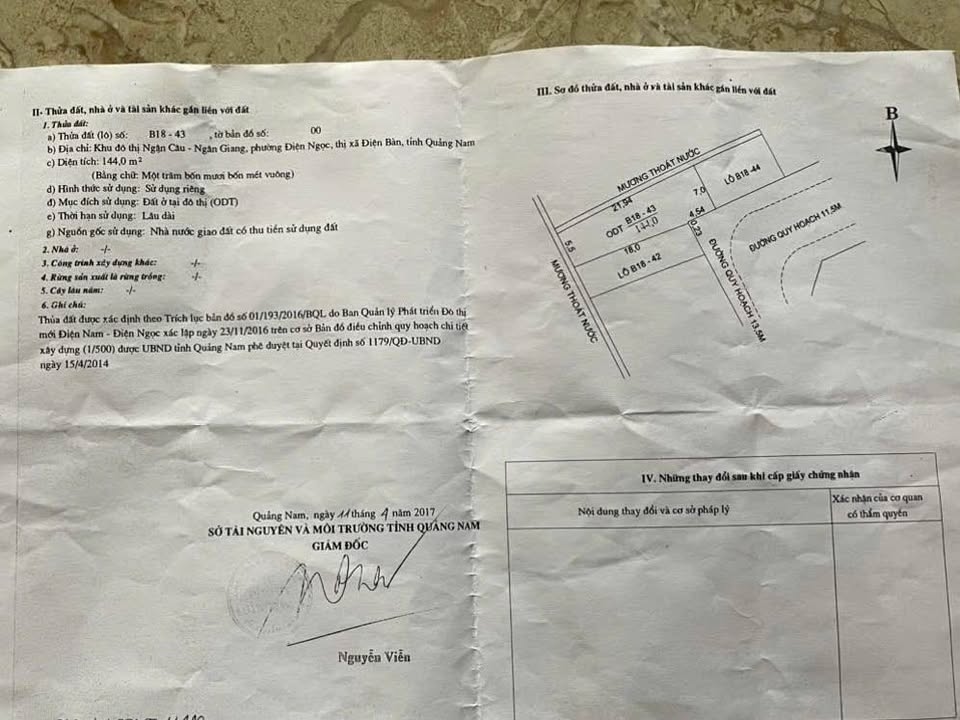 II- Thửa đất, nhà ở và tài sản khác gắn liền với đất
1. Thửa đất:
a) Thửa đất (lô) số: B18 - 43 , tờ bản đồ số: 00
b) Địa chỉ: Khu đô thị Ngân Câu - Ngân Giang, phường Điện Ngọc, thị xã Điện Bàn, tỉnh Quảng Nam
c) Diện tích: 144,0 m²
(Bằng chữ: Một trăm bốn mươi bốn mét vuông)
d) Hình thức sử dụng: Sử dụng riêng
đ) Mục đích sử dụng: Đất ở tại đô thị (ODT)
e) Thời hạn sử dụng: Lâu dài
g) Nguồn gốc sử dụng: Nhà nước giao đất có thu tiền sử dụng đất
2. Nhà ở: -/-
3. Công trình xây dựng khác: -/-
4. Rừng sản xuất là rừng trồng: -/-
5. Cây lâu năm: -/-
6. Ghi chú:
Thửa đất được xác định theo Trích lục bản đồ số 01/193/2016/BQL do Ban Quản lý Phát triển Đô thị
mới Điện Nam - Điện Ngọc xác lập ngày 23/11/2016 trên cơ sở Bản đồ điều chỉnh quy hoạch chi tiết
xây dựng (1/500) được UBND tỉnh Quảng Nam phê duyệt tại Quyết định số 1179/QĐ-UBND
ngày 15/4/2014
Quảng Nam, ngày 11 tháng 9 năm 2017
SỞ TÀI NGUYÊN VÀ MÔI TRƯỜNG TỈNH QUẢNG NAM
GIÁM ĐỐC
Nguyễn Viễn
III. Sơ đồ thửa đất, nhà ở và tài sản khác gắn liền với đất
B
MƯƠNG THOÁT NƯỚC
21,54
7,0
LÔ B18-44
B18-43
ODT 144,0
5,5
18,0
4,54
0,23
LÔ B18-42
MƯƠNG THOÁT NƯỚC
ĐƯỜNG QUY HOẠCH 11,5M
ĐƯỜNG QUY HOẠCH 13,5M
IV. Những thay đổi sau khi cấp giấy chứng nhận
Nội dung thay đổi và cơ sở pháp lý
Xác nhận của cơ quan
có thẩm quyền